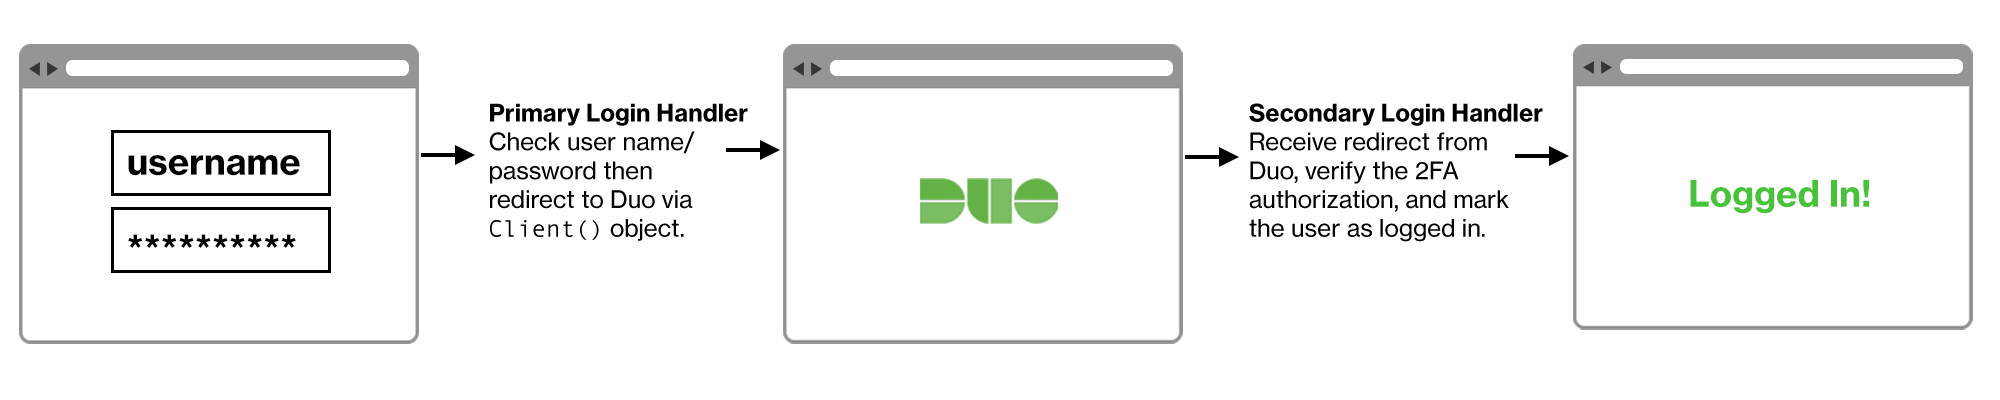 username
**********
Primary Login Handler
Check user name/
password then
redirect to Duo via
Client() object.
DUO
Secondary Login Handler
Receive redirect from
Duo, verify the 2FA
authorization, and mark
the user as logged in.
Logged In!